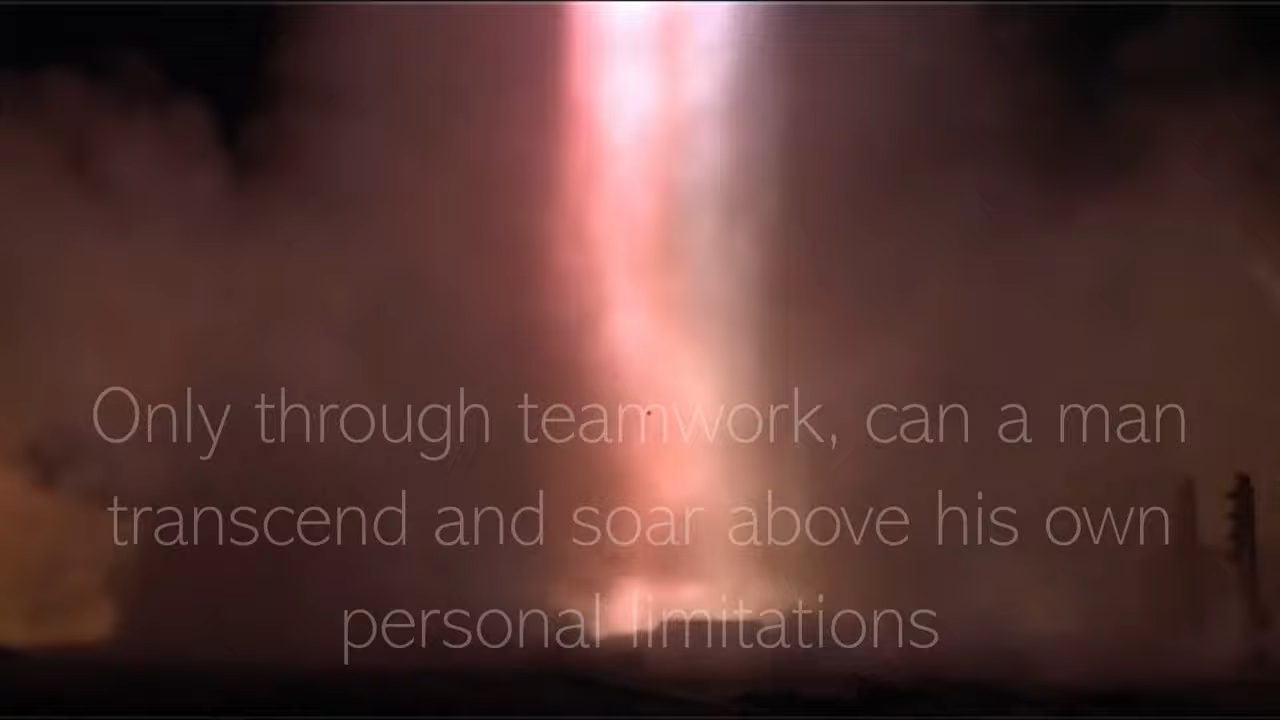 Only through teamwork, can a man
transcend and soar above his own
personal limitations